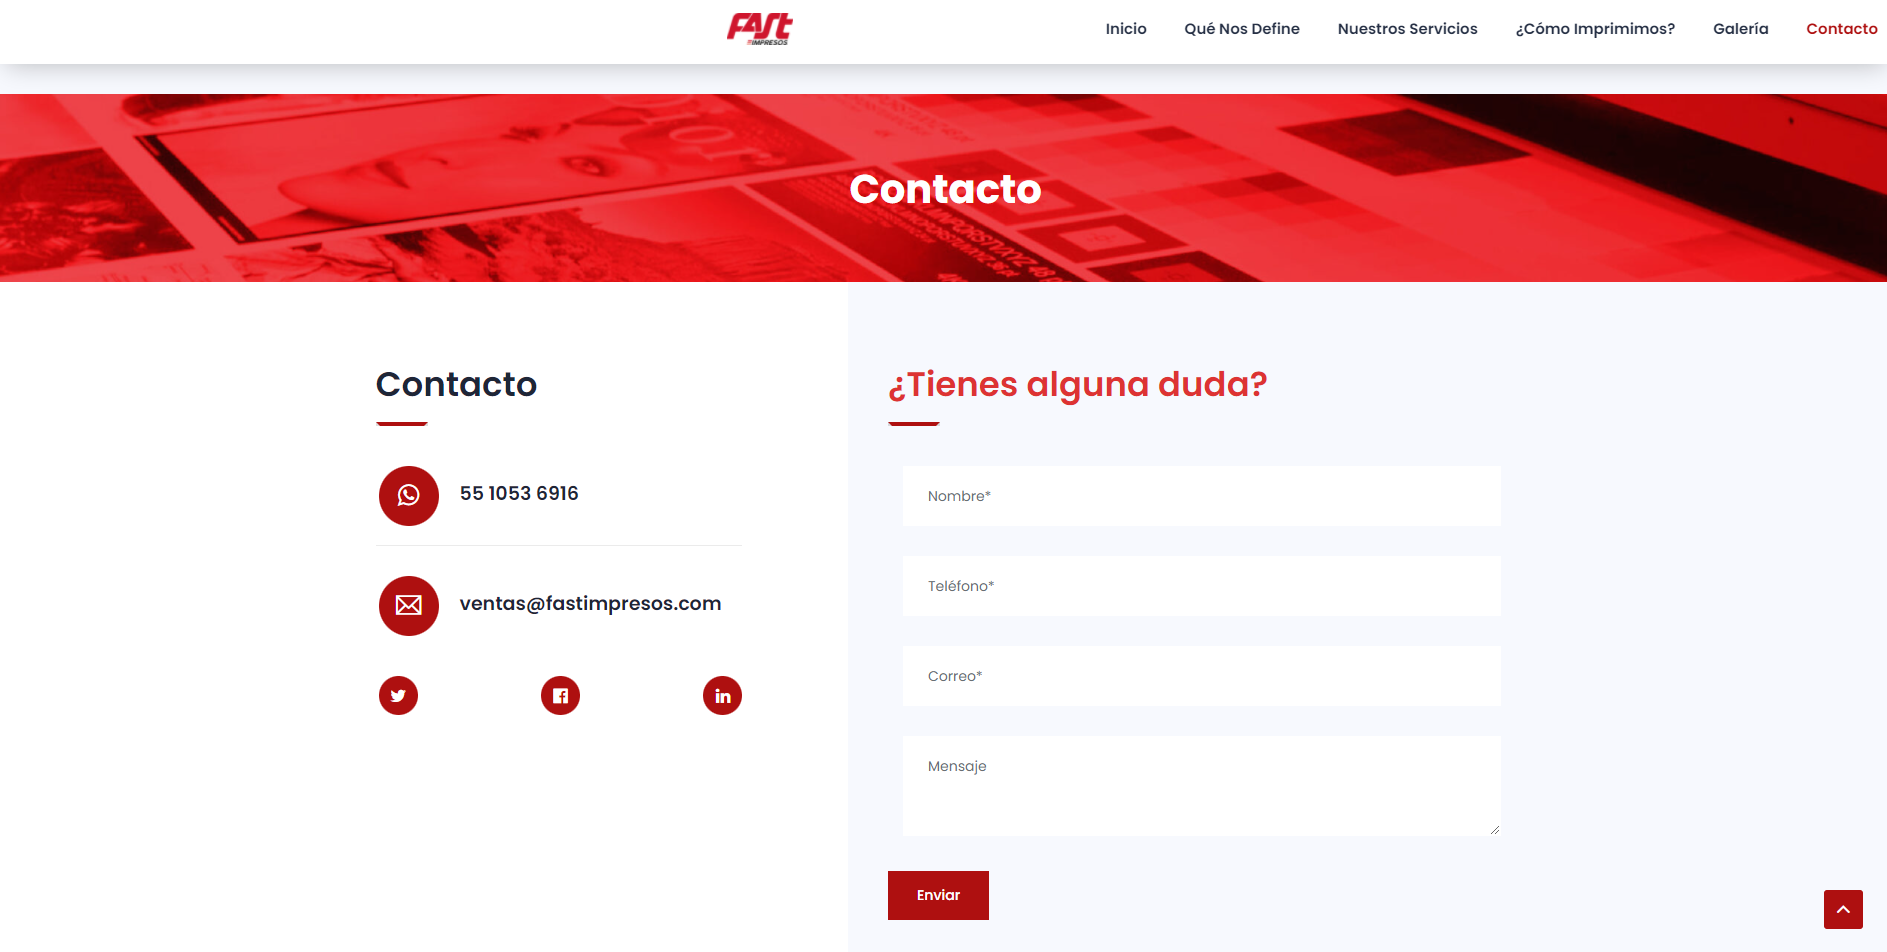 FAST
IMPRESOS
Inicio
Qué Nos Define
Nuestros Servicios
¿Cómo Imprimimos?
Galería
Contacto
Contacto
Contacto
55 1053 6916
ventas@fastimpresos.com
¿Tienes alguna duda?
Nombre*
Teléfono*
Correo*
Mensaje
Enviar